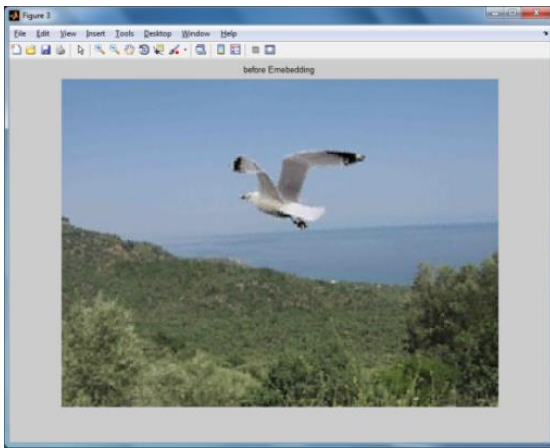 Figure 3
File Edit View Insert Tools Desktop Window Help
before Emebedding